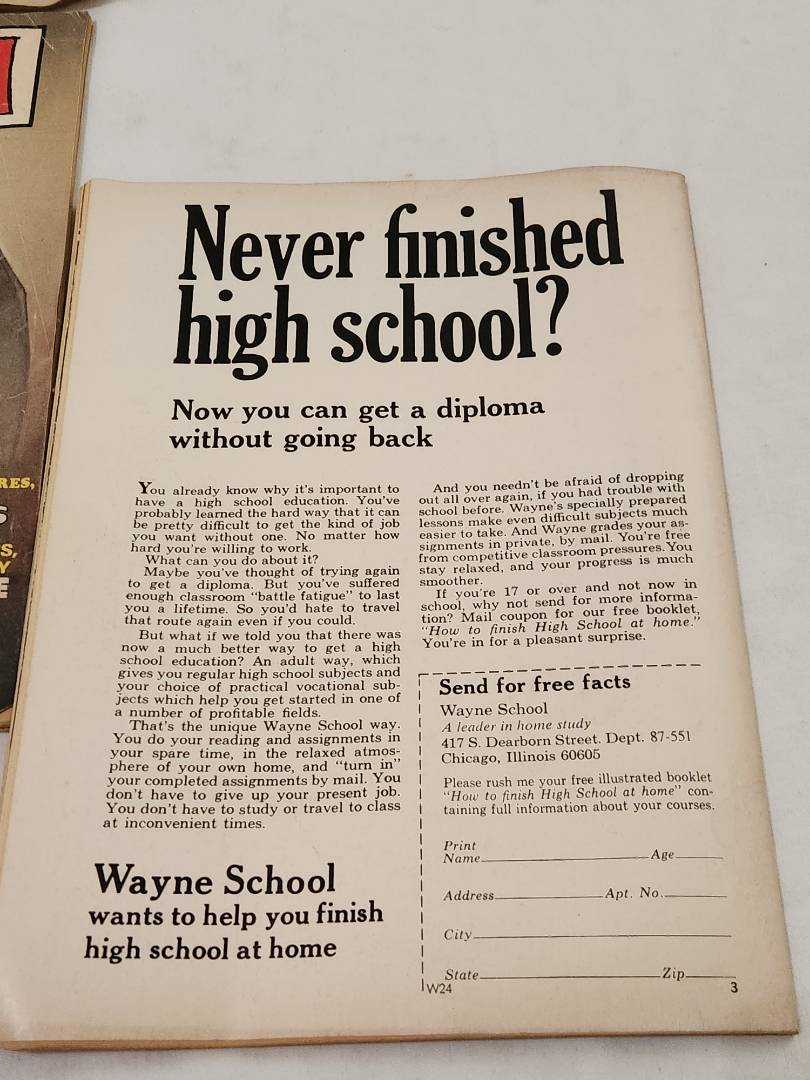 RES,
S
S,
Y
E
Never finished
high school?
Now you can get a diploma
without going back
You already know why it's important to
have a high school education. You've
probably learned the hard way that it can
be pretty difficult to get the kind of job
you want without one. No matter how
hard you're willing to work.
What can you do about it?
Maybe you've thought of trying again
to get a diploma. But you've suffered
enough classroom "battle fatigue" to last
you a lifetime. So you'd hate to travel
that route again even if you could.
But what if we told you that there was
now a much better way to get a high
school education? An adult way, which
gives you regular high school subjects and
your choice of practical vocational sub-
jects which help you get started in one of
a number of profitable fields.
That's the unique Wayne School way.
You do your reading and assignments in
your spare time, in the relaxed atmos-
phere of your own home, and "turn in"
your completed assignments by mail. You
don't have to give up your present job.
You don't have to study or travel to class
at inconvenient times.
And you needn't be afraid of dropping
out all over again, if you had trouble with
school before. Wayne's specially prepared
lessons make even difficult subjects much
easier to take. And Wayne grades your as-
signments in private, by mail. You're free
from competitive classroom pressures. You
stay relaxed, and your progress is much
smoother.
If you're 17 or over and not now in
school, why not send for more informa-
tion? Mail coupon for our free booklet,
"How to finish High School at home."
You're in for a pleasant surprise.
Wayne School
wants to help you finish
high school at home
Send for free facts
Wayne School
A leader in home study
417 S. Dearborn Street. Dept. 87-551
Chicago, Illinois 60605
Please rush me your free illustrated booklet
"How to finish High School at home" con-
taining full information about your courses.
Print
Name Age
Address Apt. No.
City
State Zip
W24 3